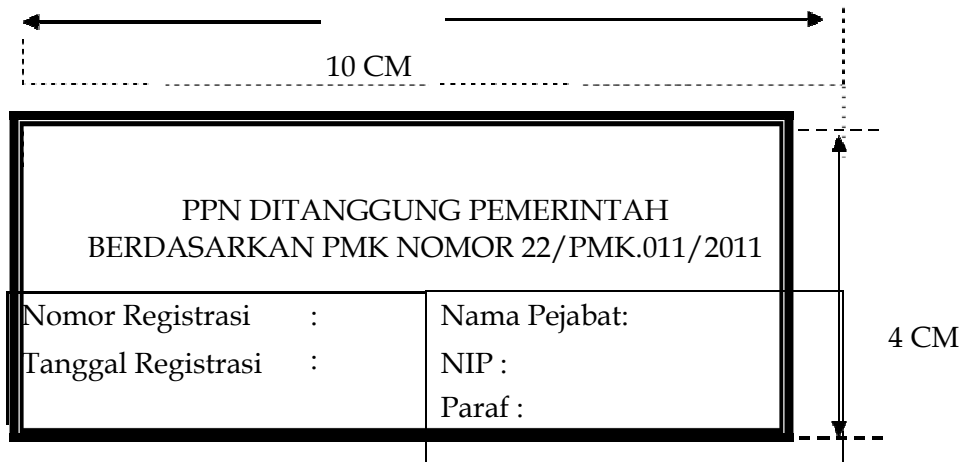 10 CM
PPN DITANGGUNG PEMERINTAH
BERDASARKAN PMK NOMOR 22/PMK.011/2011
Nomor Registrasi :
Tanggal Registrasi :
Nama Pejabat:
NIP :
Paraf :
4 CM